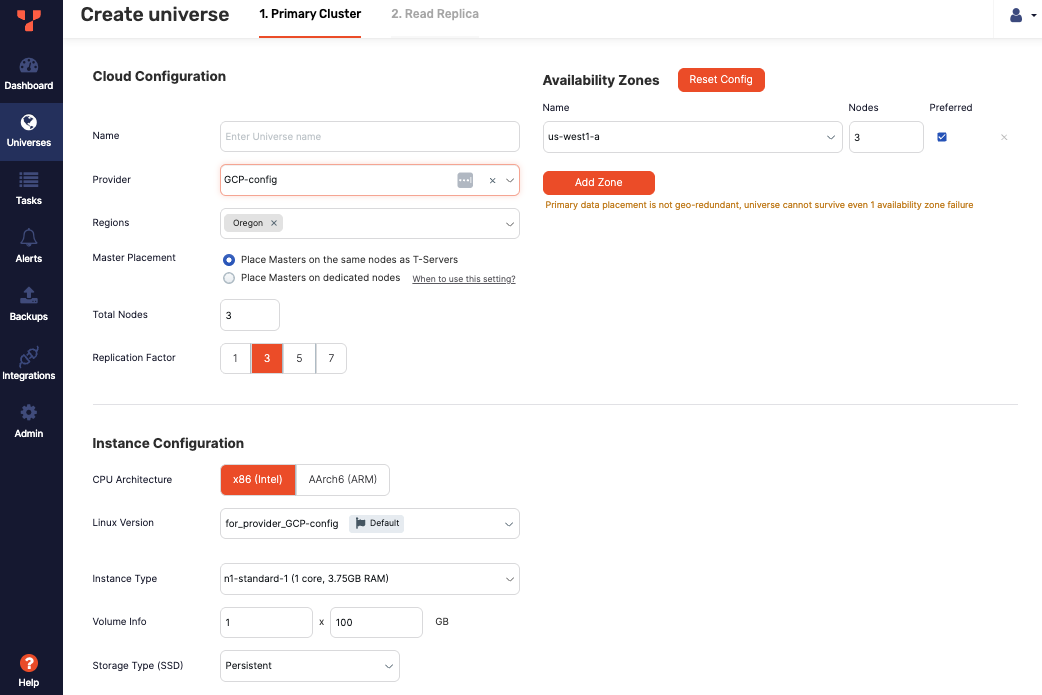 Create universe
1. Primary Cluster
2. Read Replica
Dashboard
Universes
Tasks
Alerts
Backups
Integrations
Admin
? Help
Cloud Configuration
Name
Enter Universe name
Provider
GCP-config
Regions
Oregon
Master Placement
Place Masters on the same nodes as T-Servers
Place Masters on dedicated nodes
When to use this setting?
Total Nodes
3
Replication Factor
1 3 5 7
Availability Zones
Reset Config
Name Nodes Preferred
us-west1-a 3
Add Zone
Primary data placement is not geo-redundant, universe cannot survive even 1 availability zone failure
Instance Configuration
CPU Architecture
x86 (Intel) AArch6 (ARM)
Linux Version
for_provider_GCP-config Default
Instance Type
n1-standard-1 (1 core, 3.75GB RAM)
Volume Info
1 x 100 GB
Storage Type (SSD)
Persistent